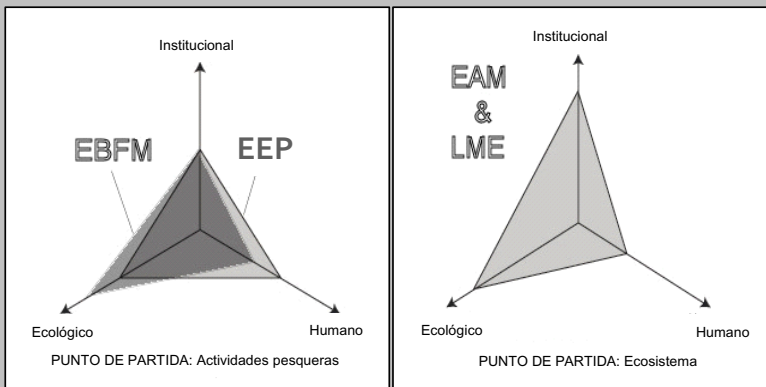 Institucional
EBFM
EEP
Ecológico
Humano
PUNTO DE PARTIDA: Actividades pesqueras
Institucional
EAM
&
LME
Ecológico
Humano
PUNTO DE PARTIDA: Ecosistema